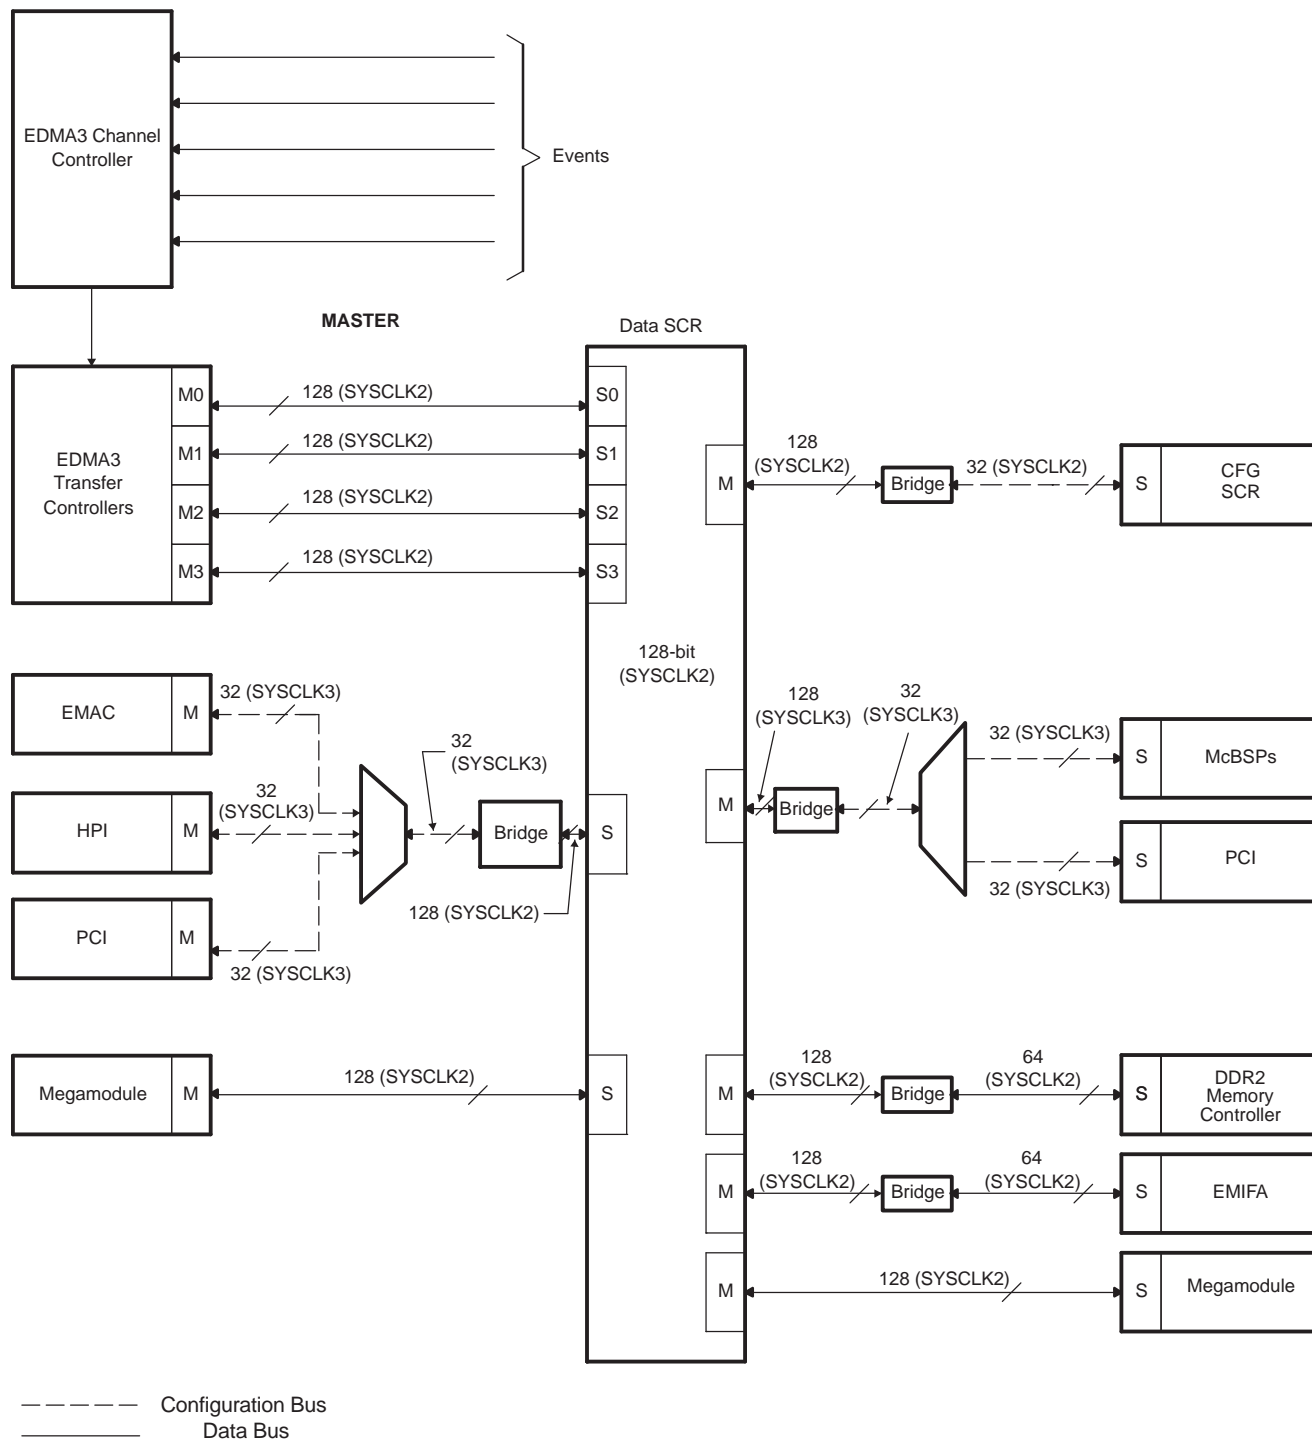 EDMA3 Channel
Controller
Events
MASTER
Data SCR
EDMA3
Transfer
Controllers
M0
M1
M2
M3
128 (SYSCLK2)
128 (SYSCLK2)
128 (SYSCLK2)
128 (SYSCLK2)
S0
S1
S2
S3
M
128
(SYSCLK2)
Bridge
32 (SYSCLK2)
S
CFG
SCR
128-bit
(SYSCLK2)
EMAC
M
32 (SYSCLK3)
HPI
M
32
(SYSCLK3)
PCI
M
32 (SYSCLK3)
32
(SYSCLK3)
Bridge
128 (SYSCLK2)
S
M
128
(SYSCLK3)
Bridge
32
(SYSCLK3)
32 (SYSCLK3)
S
McBSPs
32 (SYSCLK3)
S
PCI
Megamodule
M
128 (SYSCLK2)
S
M
128
(SYSCLK2)
Bridge
64
(SYSCLK2)
S
DDR2
Memory
Controller
M
128
(SYSCLK2)
Bridge
64
(SYSCLK2)
S
EMIFA
M
128 (SYSCLK2)
S
Megamodule
Configuration Bus
Data Bus